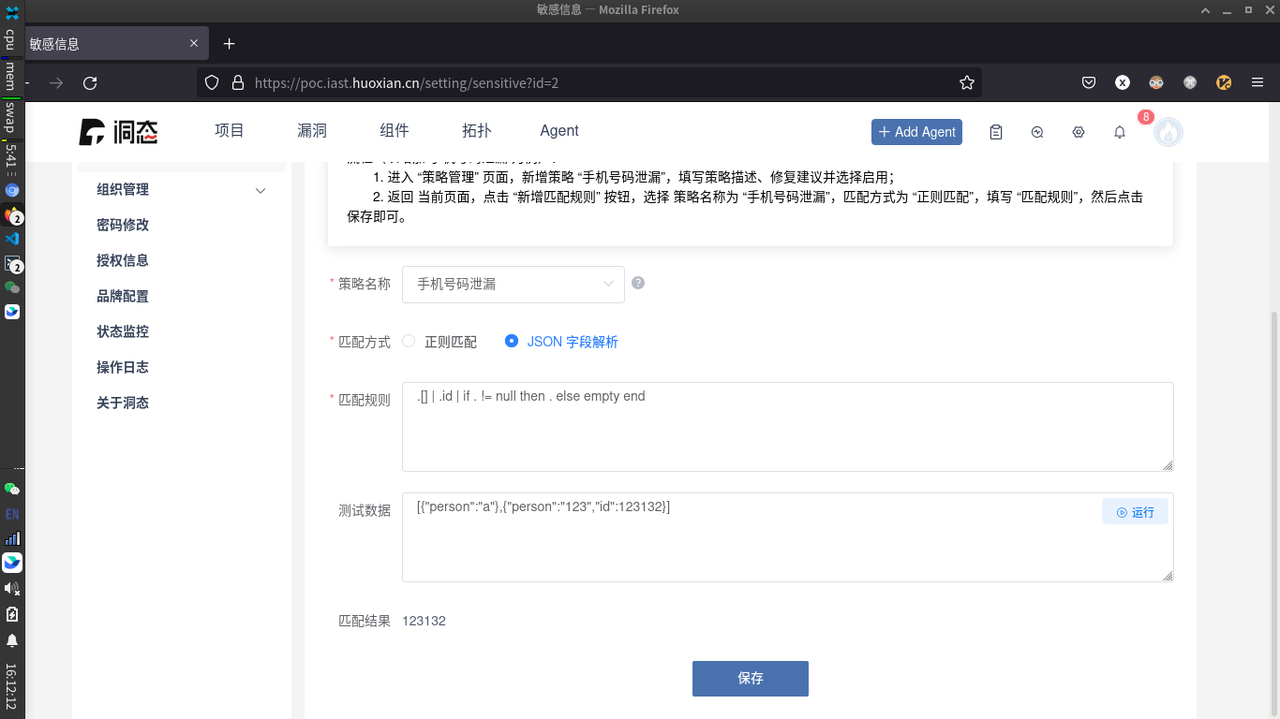 敏感信息 — Mozilla Firefox
cpu
mem
swap
5:41
2
2
EN
16:12:12
敏感信息
https://poc.iast.huoxian.cn/setting/sensitive?id=2
洞态
项目
漏洞
组件
拓扑
Agent
+ Add Agent
8
组织管理
密码修改
授权信息
品牌配置
状态监控
操作日志
关于洞态
1. 进入 “策略管理” 页面，新增策略 “手机号码泄漏”，填写策略描述、修复建议并选择启用；
2. 返回 当前页面，点击 “新增匹配规则” 按钮，选择 策略名称为 “手机号码泄漏”，匹配方式为 “正则匹配”，填写 “匹配规则”，然后点击
保存即可。
* 策略名称 手机号码泄漏 ?
* 匹配方式 正则匹配 JSON 字段解析
* 匹配规则 .[] | .id | if . != null then . else empty end
测试数据 [{"person":"a"},{"person":"123","id":123132}] 运行
匹配结果 123132
保存